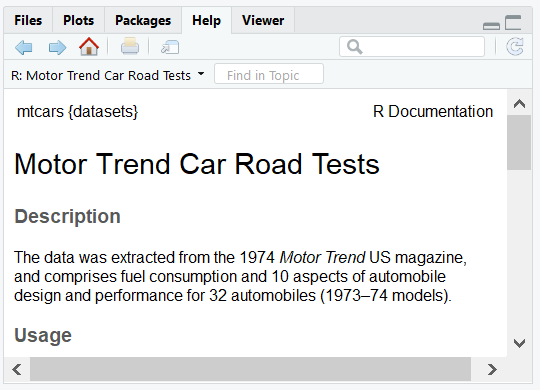 Files Plots Packages Help Viewer
R: Motor Trend Car Road Tests Find in Topic
mtcars {datasets} R Documentation
Motor Trend Car Road Tests
Description
The data was extracted from the 1974 Motor Trend US magazine,
and comprises fuel consumption and 10 aspects of automobile
design and performance for 32 automobiles (1973–74 models).
Usage